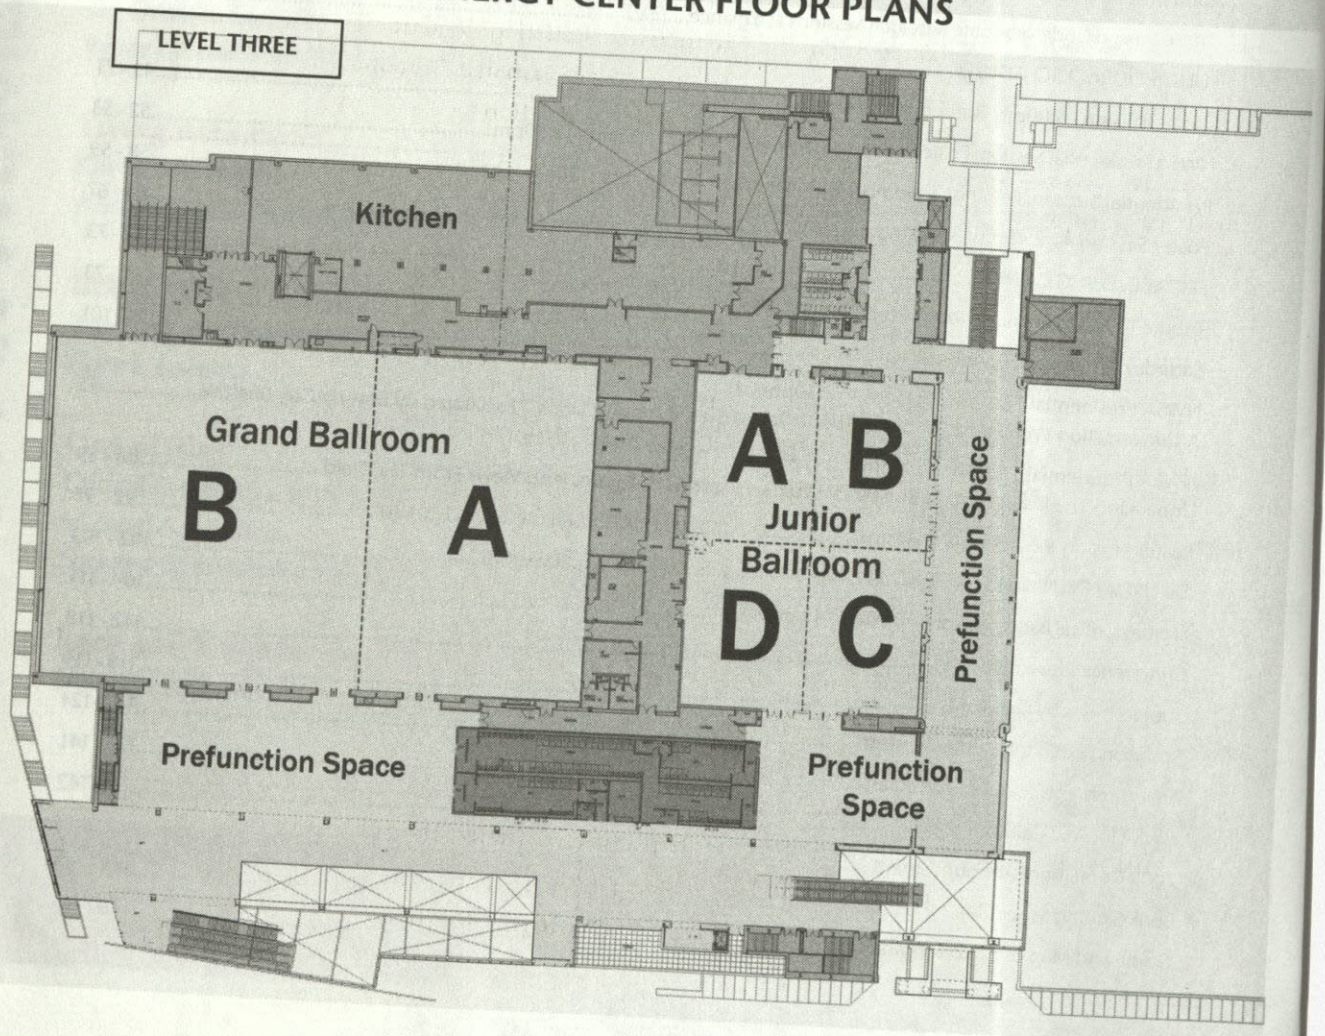 CENTER FLOOR PLANS
LEVEL THREE
Kitchen
Grand Ballroom
B
A
A
B
Junior
Ballroom
D
C
Prefunction Space
Prefunction Space
Prefunction
Space